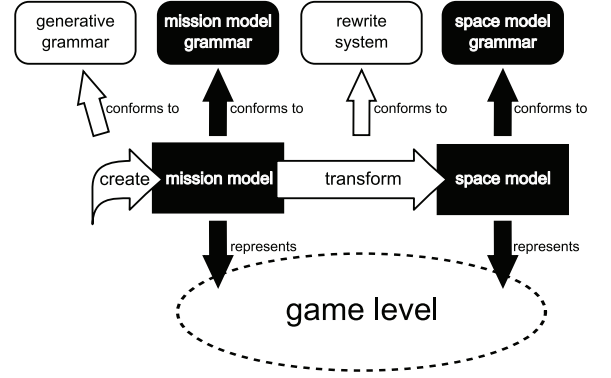 generative
grammar
mission model
grammar
rewrite
system
space model
grammar
conforms to
conforms to
conforms to
conforms to
create
mission model
transform
space model
represents
represents
game level